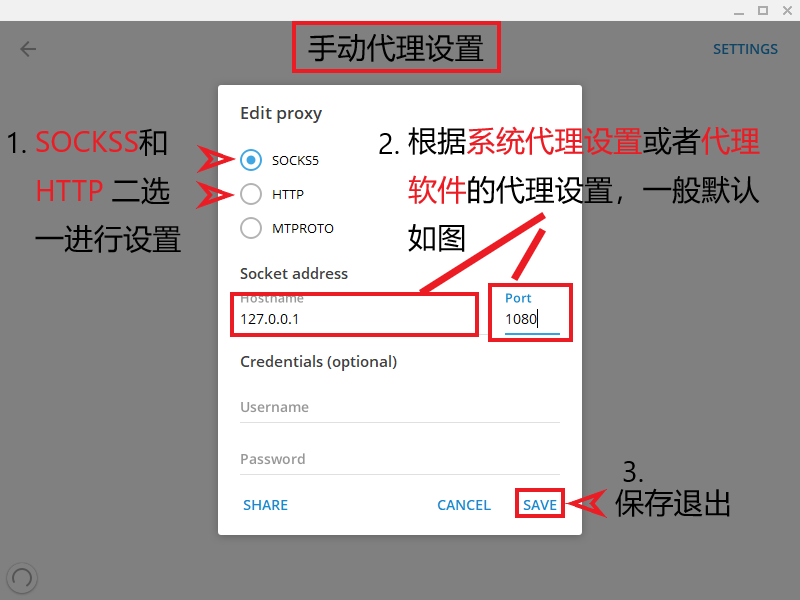 手动代理设置
SETTINGS
Edit proxy
1. SOCKSS和
HTTP 二选
一进行设置
SOCKS5
HTTP
MTPROTO
2. 根据系统代理设置或者代理
软件的代理设置，一般默认
如图
Socket address
Hostname
127.0.0.1
Port
1080
Credentials (optional)
Username
Password
SHARE
CANCEL
SAVE
3.
保存退出